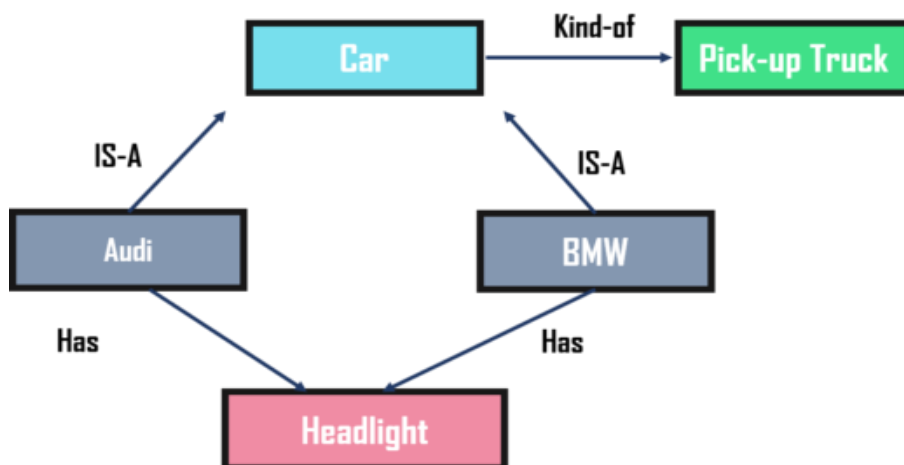 Kind-of
Car
Pick-up Truck
IS-A
IS-A
Audi
BMW
Has
Has
Headlight